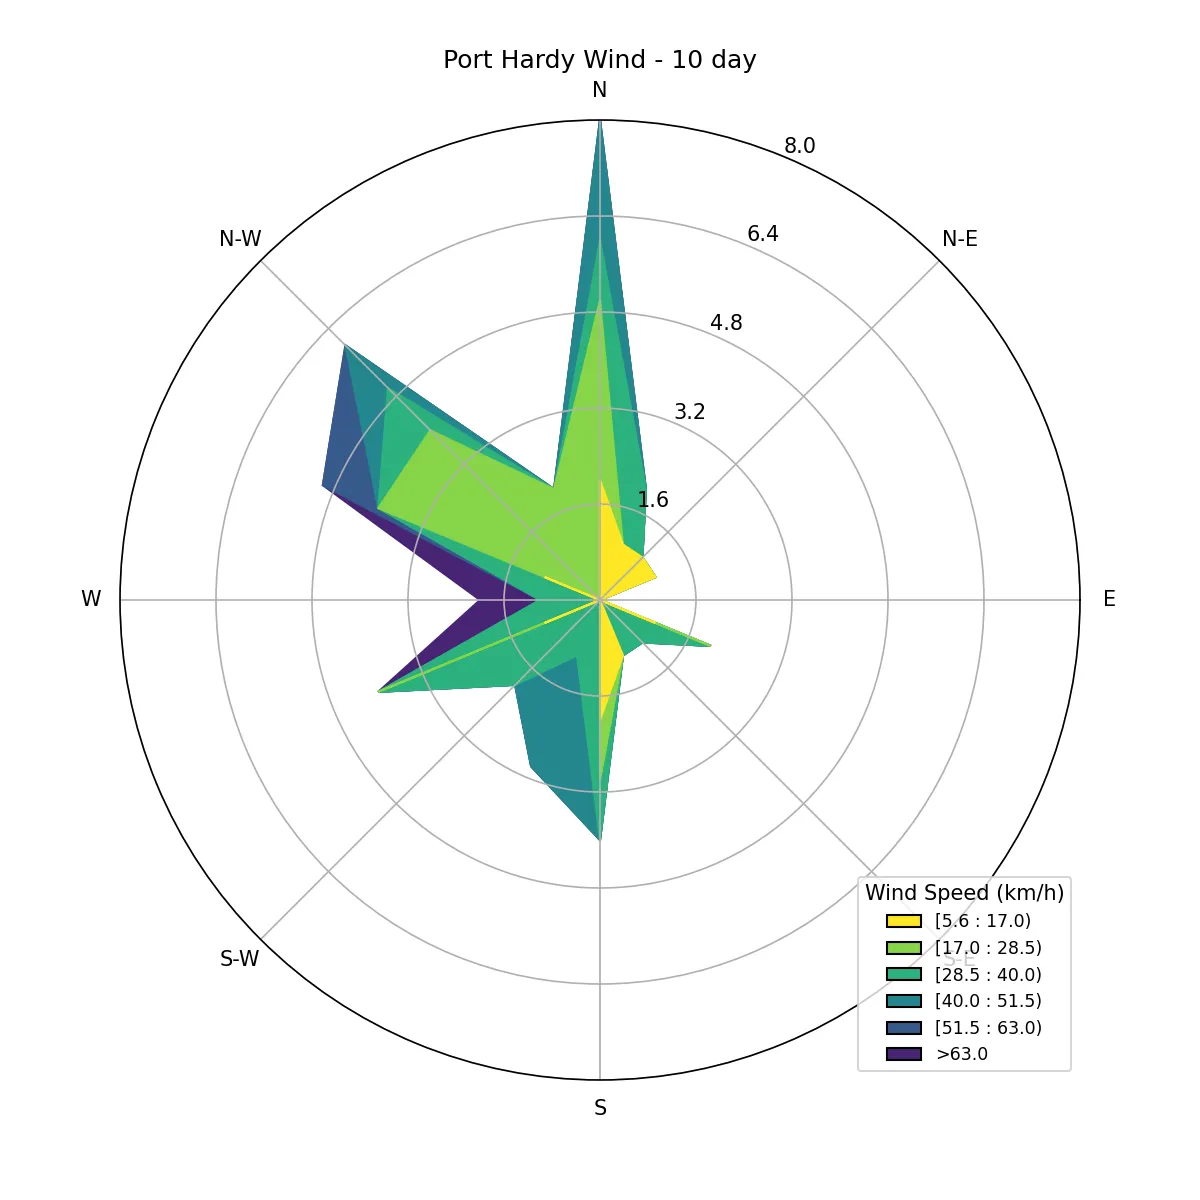 Port Hardy Wind - 10 day
N
8.0
N-W
6.4
N-E
4.8
3.2
1.6
W
E
S-W
S-E
S
Wind Speed (km/h)
[5.6 : 17.0)
[17.0 : 28.5)
[28.5 : 40.0)
[40.0 : 51.5)
[51.5 : 63.0)
>63.0